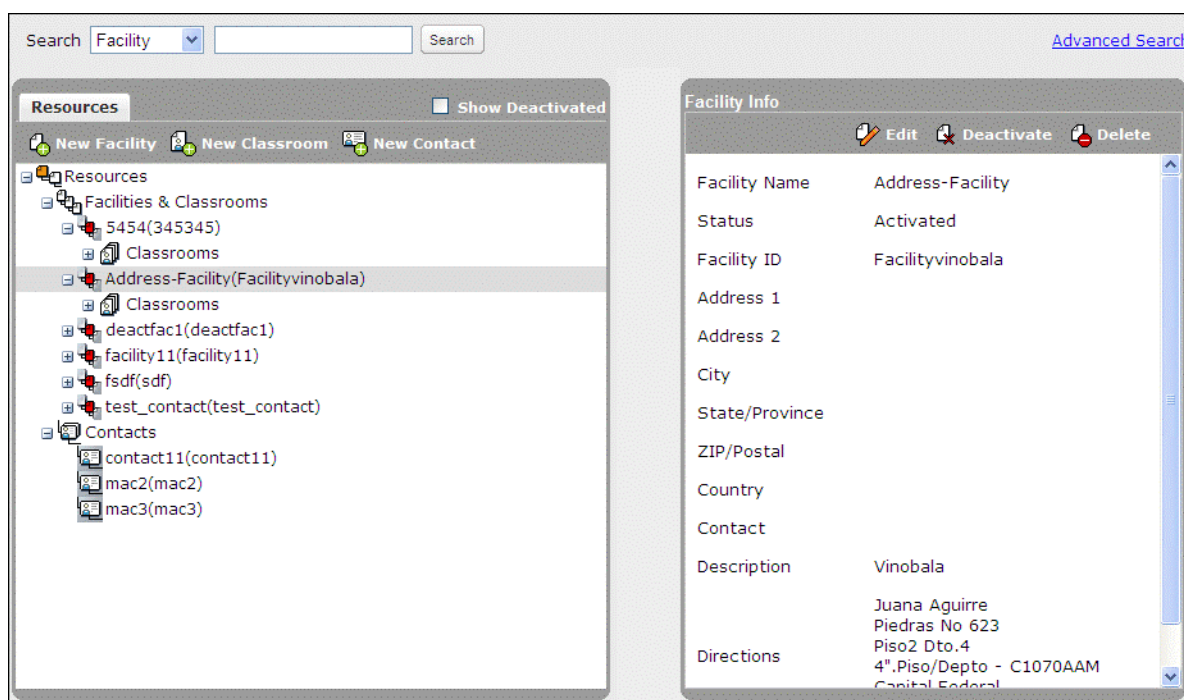 Search Facility Search Advanced Search
Resources Show Deactivated
New Facility New Classroom New Contact
Resources
Facilities & Classrooms
5454(345345)
Classrooms
Address-Facility(Facilityvinobala)
Classrooms
deactfac1(deactfac1)
facility11(facility11)
fsdf(sdf)
test_contact(test_contact)
Contacts
contact11(contact11)
mac2(mac2)
mac3(mac3)
Facility Info
Edit Deactivate Delete
Facility Name Address-Facility
Status Activated
Facility ID Facilityvinobala
Address 1
Address 2
City
State/Province
ZIP/Postal
Country
Contact
Description Vinobala
Directions Juana Aguirre
Piedras No 623
Piso2 Dto.4
4".Piso/Depto - C1070AAM
Capital Federal